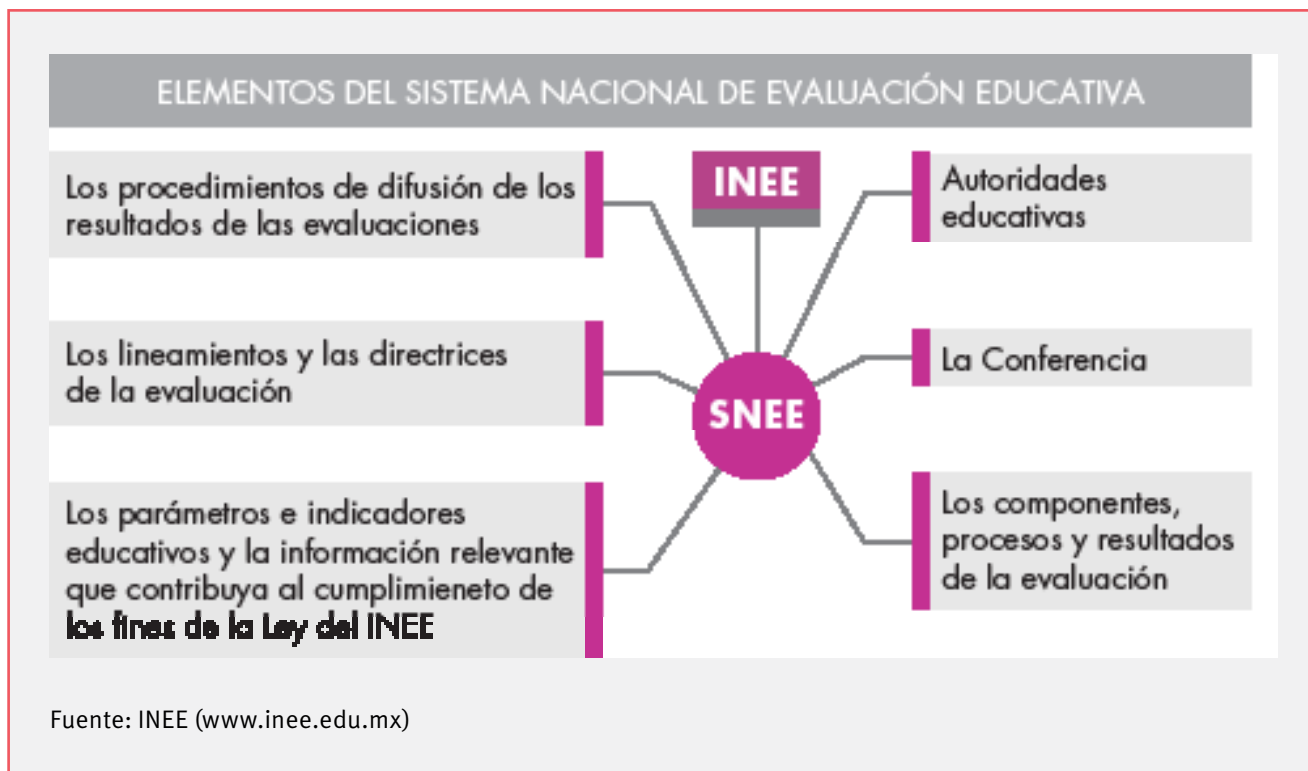 ELEMENTOS DEL SISTEMA NACIONAL DE EVALUACIÓN EDUCATIVA
Los procedimientos de difusión de los
resultados de las evaluaciones
Los lineamientos y las directrices
de la evaluación
Los parámetros e indicadores
educativos y la información relevante
que contribuya al cumplimieneto de
los fines de la Ley del INEE
INEE
SNEE
Autoridades
educativas
La Conferencia
Los componentes,
procesos y resultados
de la evaluación
Fuente: INEE (www.inee.edu.mx)